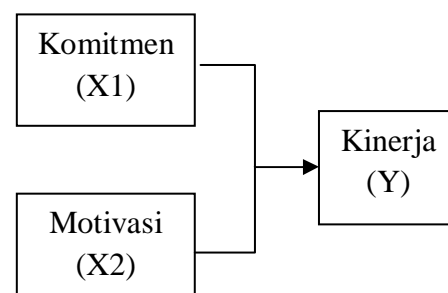 Komitmen
(X1)
Kinerja
(Y)
Motivasi
(X2)